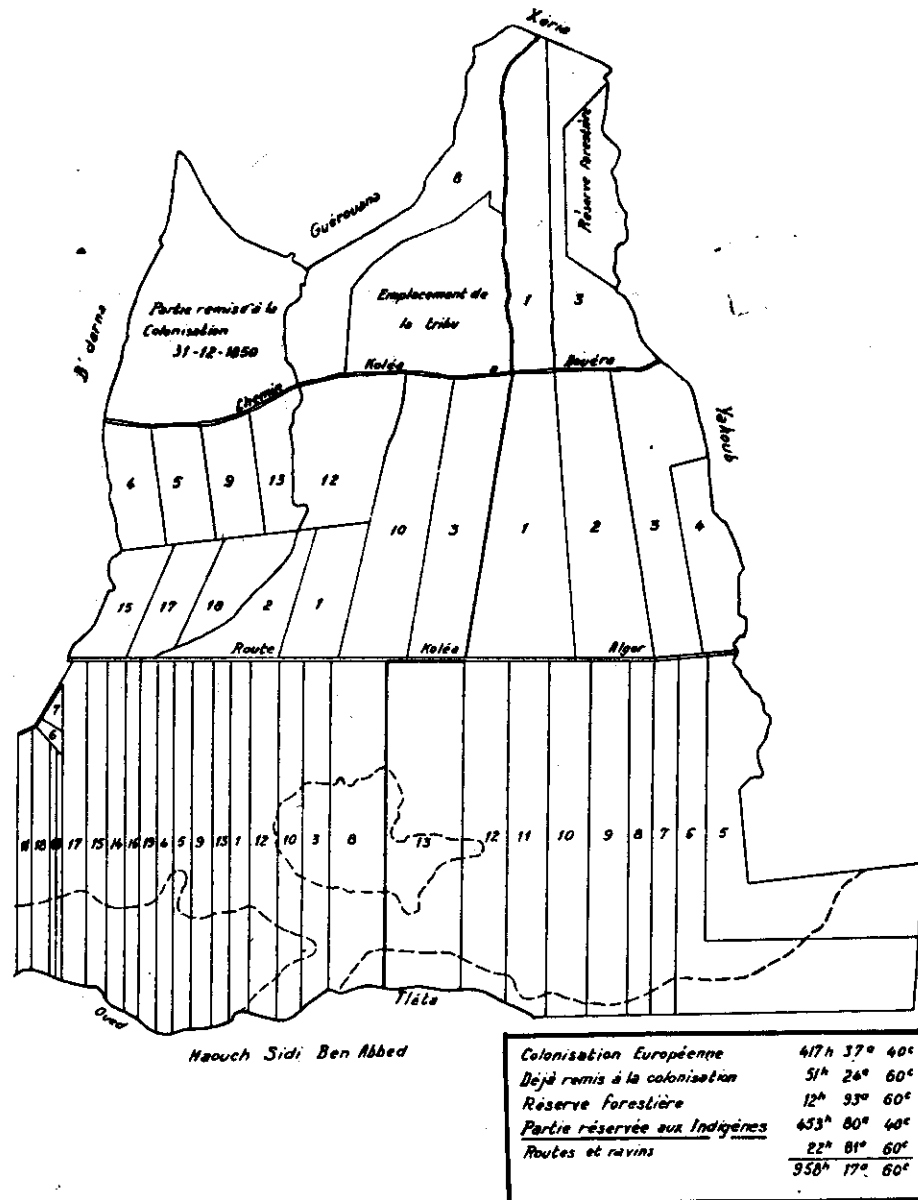 Xéria
Réserve Forestière
8
Guérouana
1
3
Emplacement de
la tribu
Partie remise à la
Colonisation
31-12-1850
B' darna
Chemin
Koléa
a
Douéra
Yakoub
4
5
9
13
12
10
3
1
2
3
4
15
17
18
2
1
Route
Koléa
Alger
7
6
11 18 17 15 14 16 19 4 5 9 13 1 12 10 3 8 13 12 11 10 9 8 7 6 5
Oued
Tléta
Haouch Sidi Ben Abbed
Colonisation Européenne 417h 37a 40c
Déjà remis à la colonisation 51h 24a 60c
Réserve forestière 12h 93a 60c
Partie réservée aux Indigènes 453h 80a 40c
Routes et ravins 22h 81a 60c
958h 17a 60c